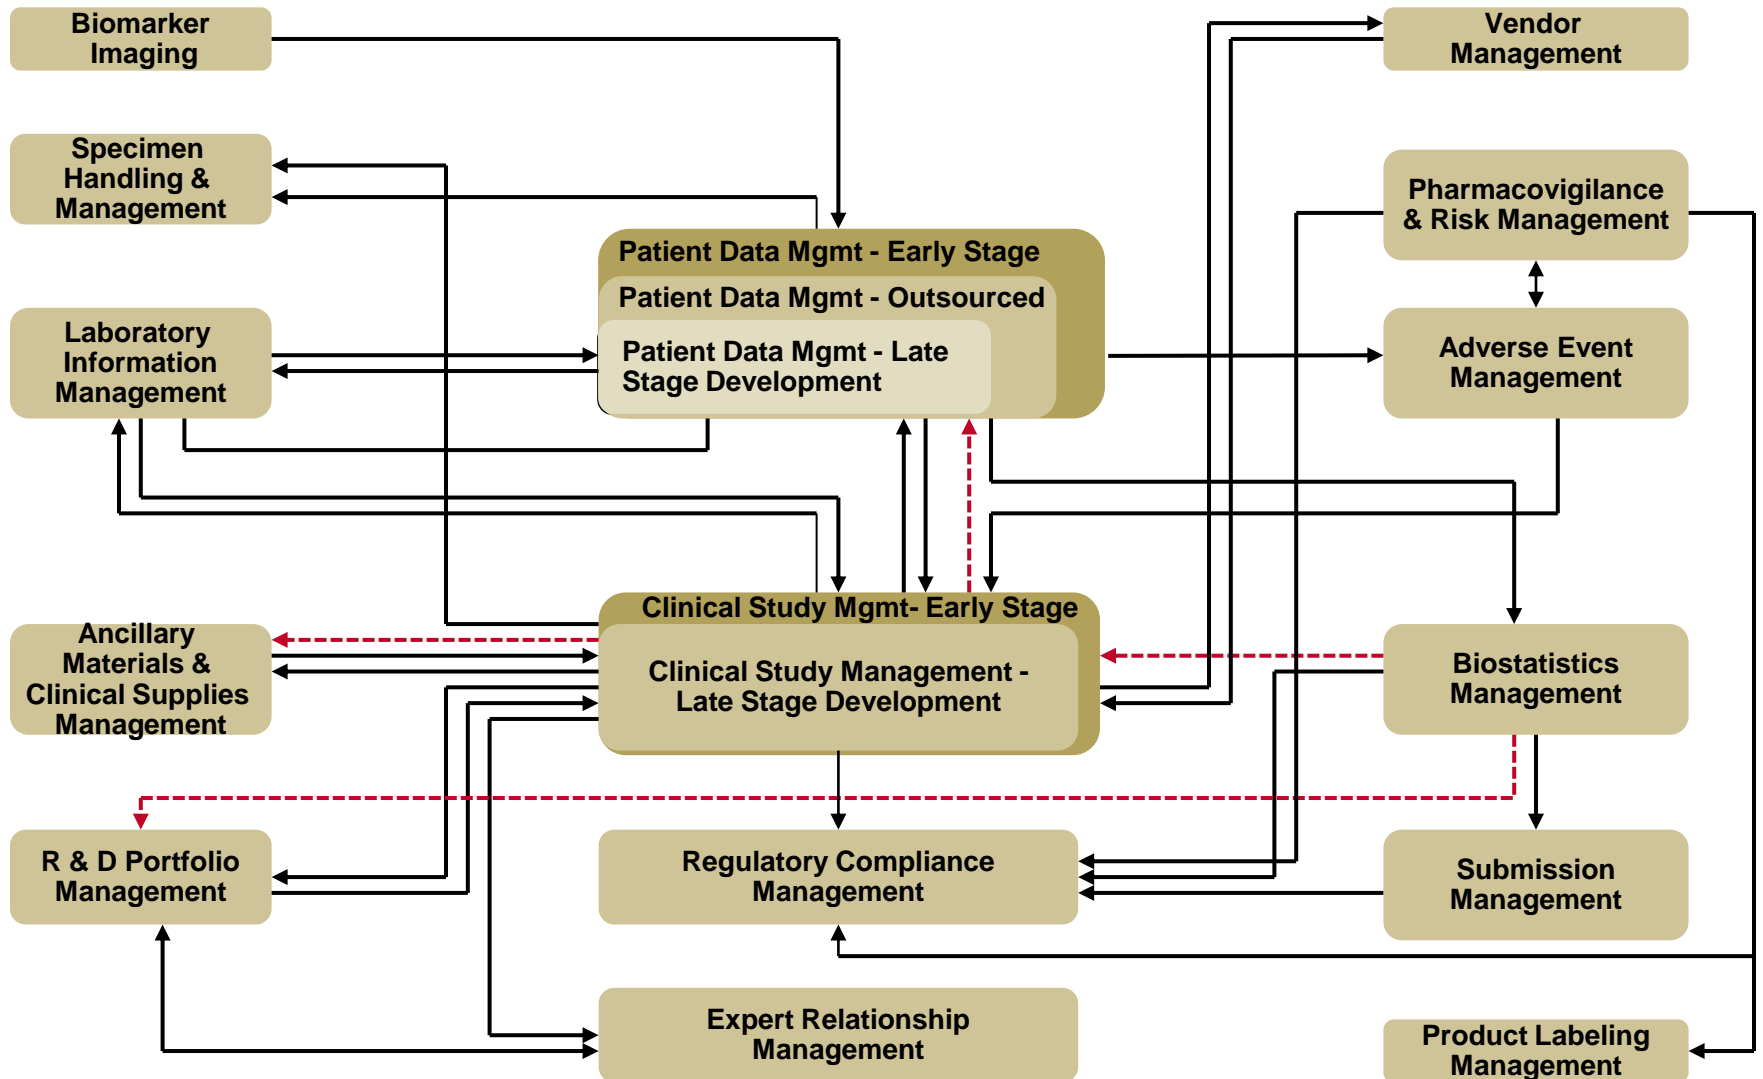 Biomarker
Imaging
Vendor
Management
Specimen
Handling &
Management
Pharmacovigilance
& Risk Management
Patient Data Mgmt - Early Stage
Patient Data Mgmt - Outsourced
Patient Data Mgmt - Late
Stage Development
Laboratory
Information
Management
Adverse Event
Management
Clinical Study Mgmt- Early Stage
Clinical Study Management -
Late Stage Development
Ancillary
Materials &
Clinical Supplies
Management
Biostatistics
Management
R & D Portfolio
Management
Regulatory Compliance
Management
Submission
Management
Expert Relationship
Management
Product Labeling
Management